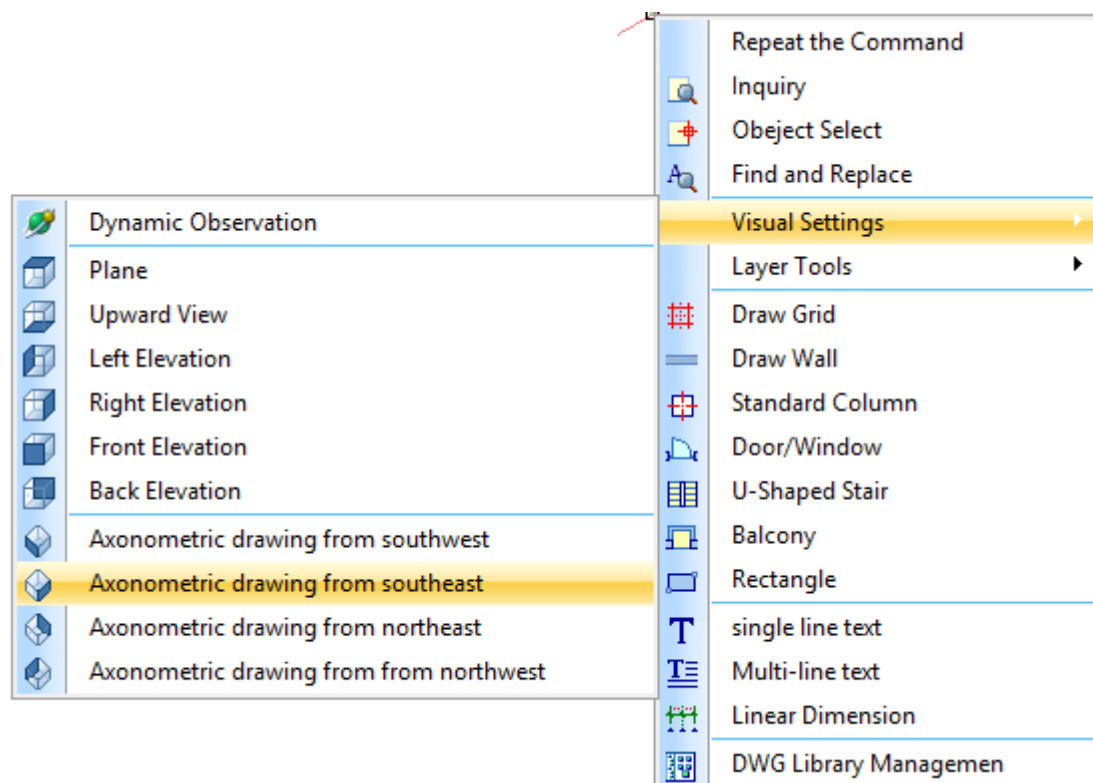 Repeat the Command
Inquiry
Obeject Select
Find and Replace
Visual Settings
Layer Tools
Draw Grid
Draw Wall
Standard Column
Door/Window
U-Shaped Stair
Balcony
Rectangle
single line text
Multi-line text
Linear Dimension
DWG Library Managemen
Dynamic Observation
Plane
Upward View
Left Elevation
Right Elevation
Front Elevation
Back Elevation
Axonometric drawing from southwest
Axonometric drawing from southeast
Axonometric drawing from northeast
Axonometric drawing from from northwest